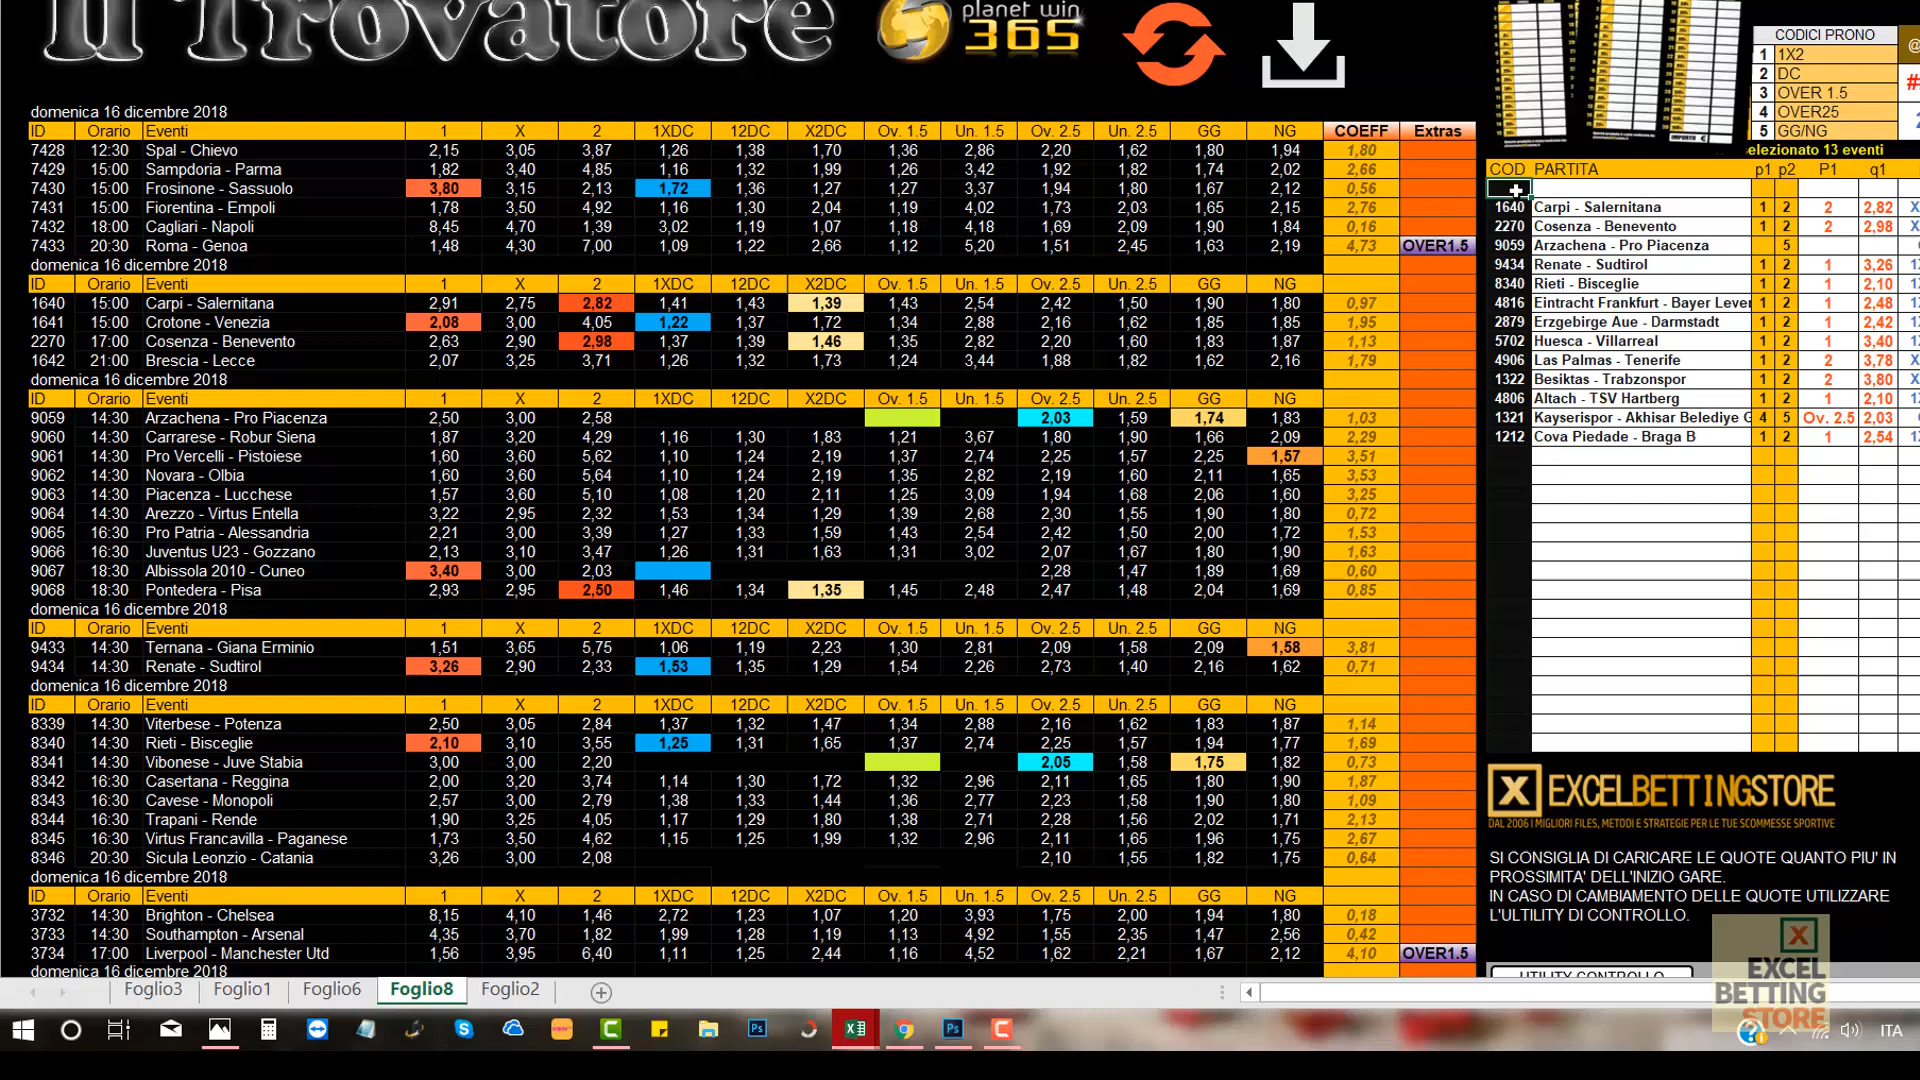 Il Trovatore
planet win
365
CODICI PRONO
1 1X2
2 DC
3 OVER 1.5
4 OVER25
5 GG/NG
elezionato 13 eventi
domenica 16 dicembre 2018
ID Orario Eventi 1 X 2 1XDC 12DC X2DC Ov. 1.5 Un. 1.5 Ov. 2.5 Un. 2.5 GG NG COEFF Extras
7428 12:30 Spal - Chievo 2,15 3,05 3,87 1,26 1,38 1,70 1,36 2,86 2,20 1,62 1,80 1,94 1,80
7429 15:00 Sampdoria - Parma 1,82 3,40 4,85 1,16 1,32 1,99 1,26 3,42 1,92 1,82 1,74 2,02 2,66
7430 15:00 Frosinone - Sassuolo 3,80 3,15 2,13 1,72 1,36 1,27 1,27 3,37 1,94 1,80 1,67 2,12 0,56
7431 15:00 Fiorentina - Empoli 1,78 3,50 4,92 1,16 1,30 2,04 1,19 4,02 1,73 2,03 1,65 2,15 2,76
7432 18:00 Cagliari - Napoli 8,45 4,70 1,39 3,02 1,19 1,07 1,18 4,18 1,69 2,09 1,90 1,84 0,16
7433 20:30 Roma - Genoa 1,48 4,30 7,00 1,09 1,22 2,66 1,12 5,20 1,51 2,45 1,63 2,19 4,73 OVER1.5
domenica 16 dicembre 2018
ID Orario Eventi 1 X 2 1XDC 12DC X2DC Ov. 1.5 Un. 1.5 Ov. 2.5 Un. 2.5 GG NG
1640 15:00 Carpi - Salernitana 2,91 2,75 2,82 1,41 1,43 1,39 1,43 2,54 2,42 1,50 1,90 1,80 0,97
1641 15:00 Crotone - Venezia 2,08 3,00 4,05 1,22 1,37 1,72 1,34 2,88 2,16 1,62 1,85 1,85 1,95
2270 17:00 Cosenza - Benevento 2,63 2,90 2,98 1,37 1,39 1,46 1,35 2,82 2,20 1,60 1,83 1,87 1,13
1642 21:00 Brescia - Lecce 2,07 3,25 3,71 1,26 1,32 1,73 1,24 3,44 1,88 1,82 1,62 2,16 1,79
domenica 16 dicembre 2018
ID Orario Eventi 1 X 2 1XDC 12DC X2DC Ov. 1.5 Un. 1.5 Ov. 2.5 Un. 2.5 GG NG
9059 14:30 Arzachena - Pro Piacenza 2,50 3,00 2,58 2,03 1,59 1,74 1,83 1,03
9060 14:30 Carrarese - Robur Siena 1,87 3,20 4,29 1,16 1,30 1,83 1,21 3,67 1,80 1,90 1,66 2,09 2,29
9061 14:30 Pro Vercelli - Pistoiese 1,60 3,60 5,62 1,10 1,24 2,19 1,37 2,74 2,25 1,57 2,25 1,57 3,51
9062 14:30 Novara - Olbia 1,60 3,60 5,64 1,10 1,24 2,19 1,35 2,82 2,19 1,60 2,11 1,65 3,53
9063 14:30 Piacenza - Lucchese 1,57 3,60 5,10 1,08 1,20 2,11 1,25 3,09 1,94 1,68 2,06 1,60 3,25
9064 14:30 Arezzo - Virtus Entella 3,22 2,95 2,32 1,53 1,34 1,29 1,39 2,68 2,30 1,55 1,90 1,80 0,72
9065 16:30 Pro Patria - Alessandria 2,21 3,00 3,39 1,27 1,33 1,59 1,43 2,54 2,42 1,50 2,00 1,72 1,53
9066 16:30 Juventus U23 - Gozzano 2,13 3,10 3,47 1,26 1,31 1,63 1,31 3,02 2,07 1,67 1,80 1,90 1,63
9067 18:30 Albissola 2010 - Cuneo 3,40 3,00 2,03 2,28 1,47 1,89 1,69 0,60
9068 18:30 Pontedera - Pisa 2,93 2,95 2,50 1,46 1,34 1,35 1,45 2,48 2,47 1,48 2,04 1,69 0,85
domenica 16 dicembre 2018
ID Orario Eventi 1 X 2 1XDC 12DC X2DC Ov. 1.5 Un. 1.5 Ov. 2.5 Un. 2.5 GG NG
9433 14:30 Ternana - Giana Erminio 1,51 3,65 5,75 1,06 1,19 2,23 1,30 2,81 2,09 1,58 2,09 1,58 3,81
9434 14:30 Renate - Sudtirol 3,26 2,90 2,33 1,53 1,35 1,29 1,54 2,26 2,73 1,40 2,16 1,62 0,71
domenica 16 dicembre 2018
ID Orario Eventi 1 X 2 1XDC 12DC X2DC Ov. 1.5 Un. 1.5 Ov. 2.5 Un. 2.5 GG NG
8339 14:30 Viterbese - Potenza 2,50 3,05 2,84 1,37 1,32 1,47 1,34 2,88 2,16 1,62 1,83 1,87 1,14
8340 14:30 Rieti - Bisceglie 2,10 3,10 3,55 1,25 1,31 1,65 1,37 2,74 2,25 1,57 1,94 1,77 1,69
8341 14:30 Vibonese - Juve Stabia 3,00 3,00 2,20 2,05 1,58 1,75 1,82 0,73
8342 16:30 Casertana - Reggina 2,00 3,20 3,74 1,14 1,30 1,72 1,32 2,96 2,11 1,65 1,80 1,90 1,87
8343 16:30 Cavese - Monopoli 2,57 3,00 2,79 1,38 1,33 1,44 1,36 2,77 2,23 1,61 1,90 1,80 1,09
8344 16:30 Trapani - Rende 1,90 3,25 4,05 1,17 1,29 1,80 1,38 2,71 2,28 1,56 2,02 1,71 2,13
8345 16:30 Virtus Francavilla - Paganese 1,73 3,50 4,62 1,15 1,25 1,99 1,32 2,96 2,11 1,65 1,96 1,75 2,67
8346 20:30 Sicula Leonzio - Catania 3,26 3,00 2,08 2,10 1,55 1,82 1,75 0,64
domenica 16 dicembre 2018
ID Orario Eventi 1 X 2 1XDC 12DC X2DC Ov. 1.5 Un. 1.5 Ov. 2.5 Un. 2.5 GG NG
3732 14:30 Brighton - Chelsea 8,15 4,10 1,46 2,72 1,23 1,07 1,20 3,93 1,75 2,00 1,94 1,80 0,18
3733 14:30 Southampton - Arsenal 4,35 3,70 1,82 1,99 1,28 1,19 1,13 4,92 1,55 2,35 1,47 2,56 0,42
3734 17:00 Liverpool - Manchester Utd 1,56 3,95 6,40 1,11 1,25 2,44 1,16 4,52 1,62 2,21 1,67 2,12 4,10 OVER1.5
domenica 16 dicembre 2018
COD PARTITA p1 p2 P1 q1
1640 Carpi - Salernitana 1 2 2 2,82 X
2270 Cosenza - Benevento 1 2 2 2,98 X
9059 Arzachena - Pro Piacenza 5
9434 Renate - Sudtirol 1 2 1 3,26 1X
8340 Rieti - Bisceglie 1 2 1 2,10 1X
4816 Eintracht Frankfurt - Bayer Lever 1 2 1 2,48 1X
2879 Erzgebirge Aue - Darmstadt 1 2 1 2,42 1X
5702 Huesca - Villarreal 1 2 1 3,40 1X
4906 Las Palmas - Tenerife 1 2 2 3,78 X
1322 Besiktas - Trabzonspor 1 2 2 3,80 X
4806 Altach - TSV Hartberg 1 2 1 2,10 1X
1321 Kayserispor - Akhisar Belediye G 4 5 Ov. 2.5 2,03
1212 Cova Piedade - Braga B 1 2 1 2,54 1X
EXCELBETTINGSTORE
DAL 2006 I MIGLIORI FILES, METODI E STRATEGIE PER LE TUE SCOMMESSE SPORTIVE
SI CONSIGLIA DI CARICARE LE QUOTE QUANTO PIU' IN
PROSSIMITA' DELL'INIZIO GARE.
IN CASO DI CAMBIAMENTO DELLE QUOTE UTILIZZARE
L'ULTILITY DI CONTROLLO.
UTILITY CONTROLLO
EXCEL
BETTING
STORE
Foglio3 Foglio1 Foglio6 Foglio8 Foglio2
ITA